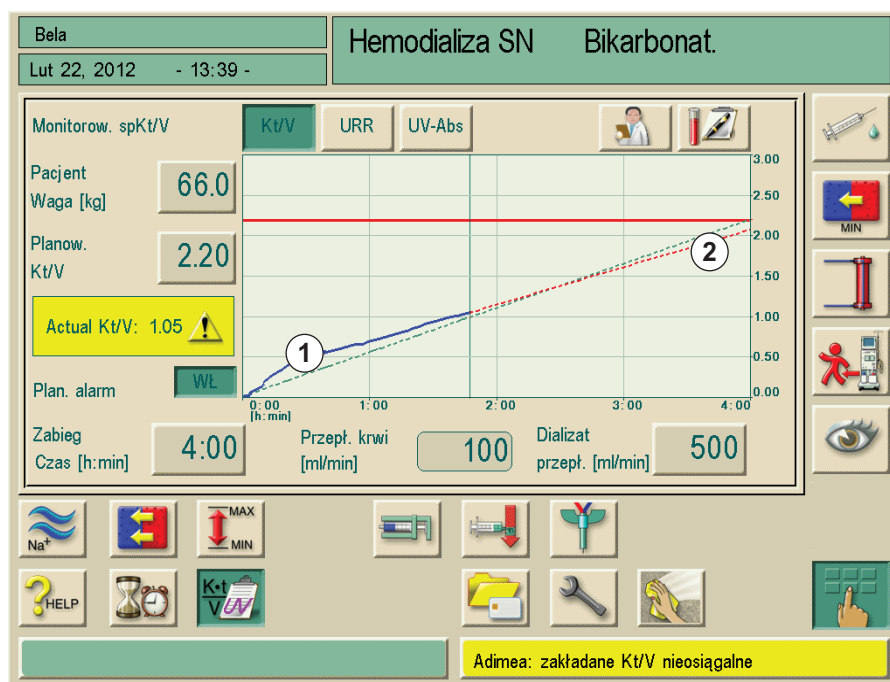 Bela
Lut 22, 2012 - 13:39 -
Hemodializa SN Bikarbonat.
Monitorow. spKt/V
Kt/V
URR
UV-Abs
Pacjent
Waga [kg]
66.0
Planow.
Kt/V
2.20
Actual Kt/V: 1.05
Plan. alarm
WŁ
3.00
2.50
2.00
1.50
1.00
0.50
0.00
1
2
0:00 1:00 2:00 3:00 4:00
[h:min]
Zabieg
Czas [h:min]
4:00
Przepł. krwi
[ml/min]
100
Dializat
przepł. [ml/min]
500
MIN
Na+
MAX
MIN
HELP
K•t
V UV
Adimea: zakładane Kt/V nieosiągalne